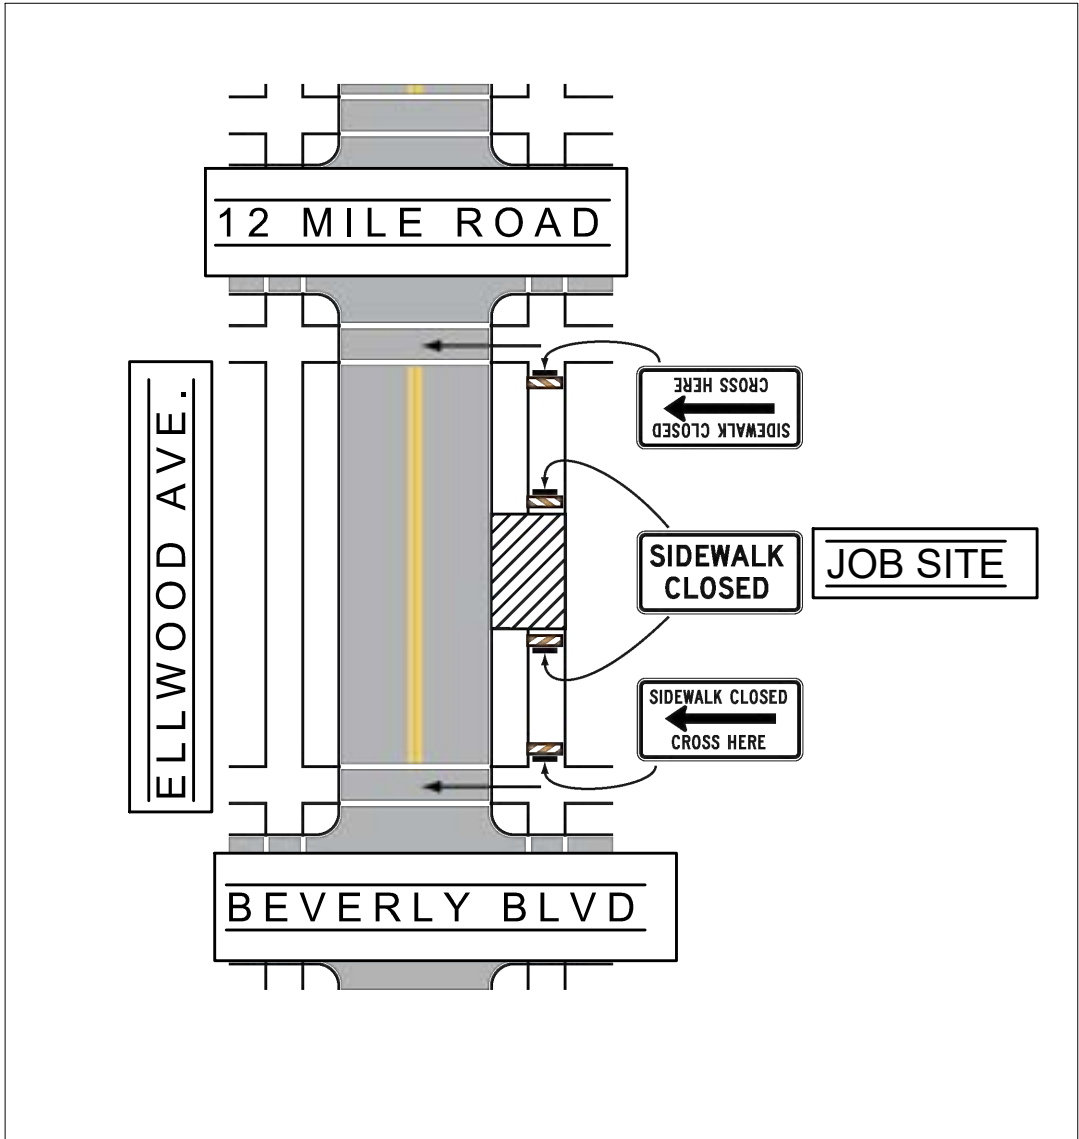 12 MILE ROAD
ELLWOOD AVE.
SIDEWALK CLOSED
CROSS HERE
SIDEWALK
CLOSED
JOB SITE
SIDEWALK CLOSED
CROSS HERE
BEVERLY BLVD